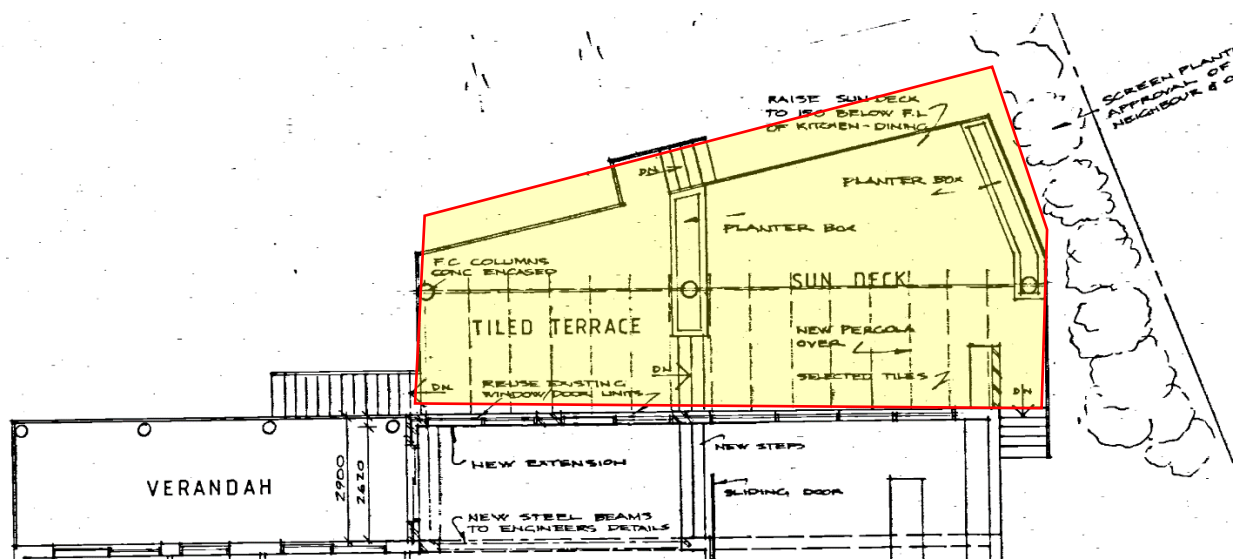 SCREEN PLANT
APPROVAL OF
NEIGHBOUR & O
RAISE SUN DECK
TO 150 BELOW F.L
OF KITCHEN-DINING
DN
PLANTER BOX
PLANTER BOX
F.C COLUMNS
CONC ENCASED
SUN DECK
TILED TERRACE
NEW PERGOLA
OVER
DN
SELECTED TILES
DN
RE-USE EXISTING
WINDOW/DOOR UNITS
DN
NEW STEPS
NEW EXTENSION
VERANDAH
2900
2620
SLIDING DOOR
NEW STEEL BEAMS
TO ENGINEERS DETAILS